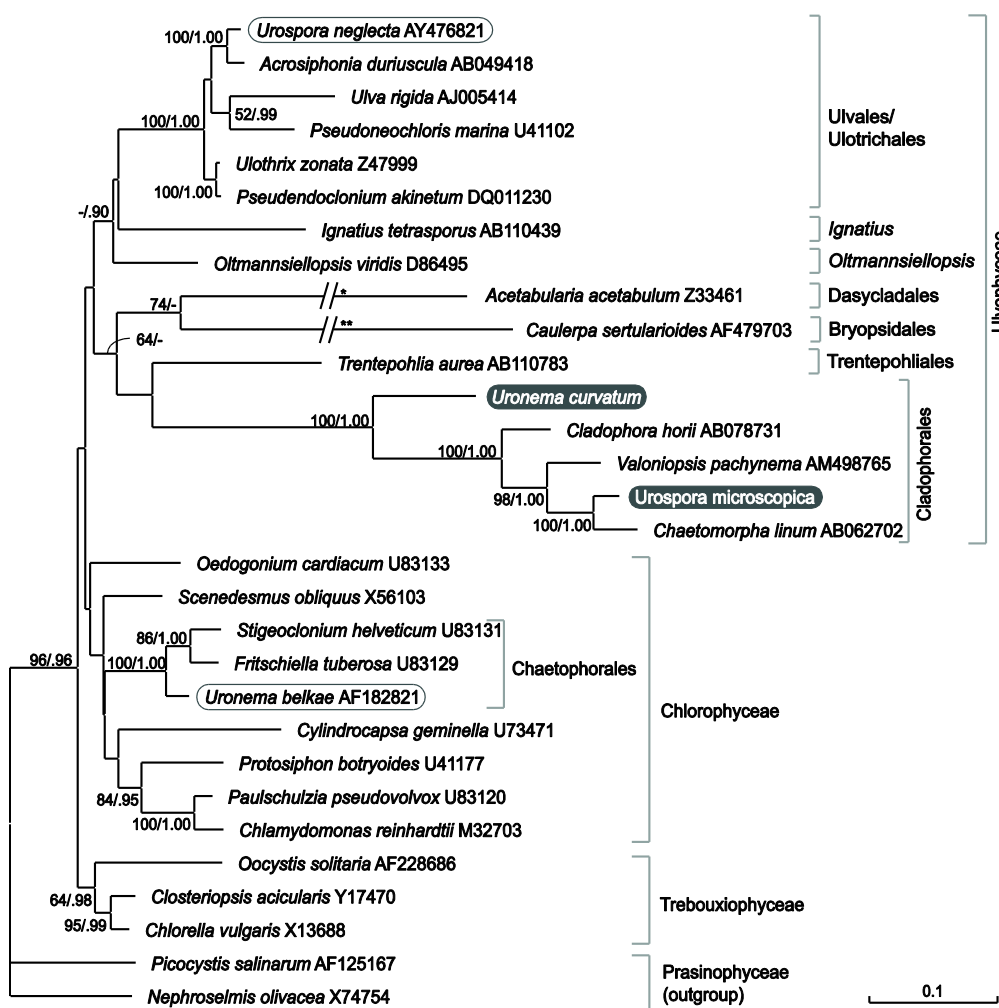 Urospora neglecta AY476821
100/1.00
Acrosiphonia duriuscula AB049418
Ulva rigida AJ005414
52/.99
100/1.00
Pseudoneochloris marina U41102
Ulvales/
Ulotrichales
Ulothrix zonata Z47999
100/1.00
Pseudendoclonium akinetum DQ011230
-/.90
Ignatius tetrasporus AB110439
Ignatius
Oltmannsiellopsis viridis D86495
Oltmannsiellopsis
74/-
*
Acetabularia acetabulum Z33461
Dasycladales
**
Caulerpa sertularioides AF479703
Bryopsidales
64/-
Trentepohlia aurea AB110783
Trentepohliales
Uronema curvatum
100/1.00
Cladophora horii AB078731
100/1.00
Valoniopsis pachynema AM498765
98/1.00
Urospora microscopica
100/1.00
Chaetomorpha linum AB062702
Cladophorales
Oedogonium cardiacum U83133
Scenedesmus obliquus X56103
Stigeoclonium helveticum U83131
86/1.00
Fritschiella tuberosa U83129
96/.96
100/1.00
Chaetophorales
Uronema belkae AF182821
Chlorophyceae
Cylindrocapsa geminella U73471
Protosiphon botryoides U41177
84/.95
Paulschulzia pseudovolvox U83120
100/1.00
Chlamydomonas reinhardtii M32703
Oocystis solitaria AF228686
64/.98
Closteriopsis acicularis Y17470
Trebouxiophyceae
95/.99
Chlorella vulgaris X13688
Picocystis salinarum AF125167
Prasinophyceae
(outgroup)
Nephroselmis olivacea X74754
0.1